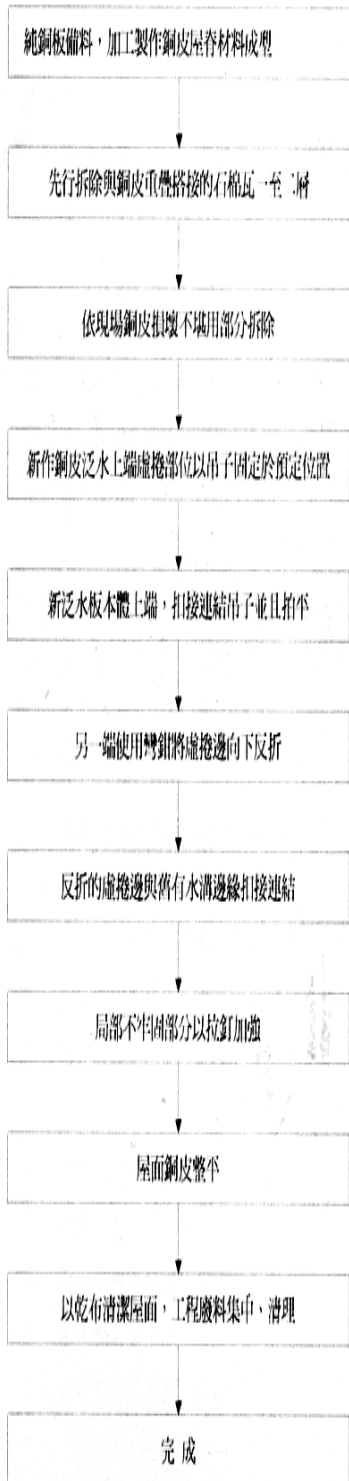 純銅板備料，加工製作銅皮屋脊材料成型
先行拆除與銅皮重疊搭接的石棉瓦一至二層
依現場銅皮損壞不堪用部分拆除
新作銅皮泛水上端虛捲部位以吊子固定於預定位置
新泛水板本體上端，扣接連結吊子並且拍平
另一端使用彎鉗將虛捲邊向下反折
反折的虛捲邊與舊有水溝邊緣扣接連結
局部不牢固部分以拉釘加強
屋面銅皮整平
以乾布清潔屋面，工程廢料集中、清理
完成